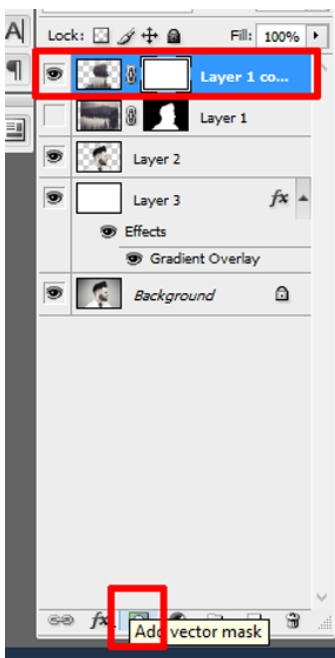 A
Lock: Fill: 100%
¶
Layer 1 co...
Layer 1
Layer 2
Layer 3 fx
Effects
Gradient Overlay
Background
fx Add vector mask